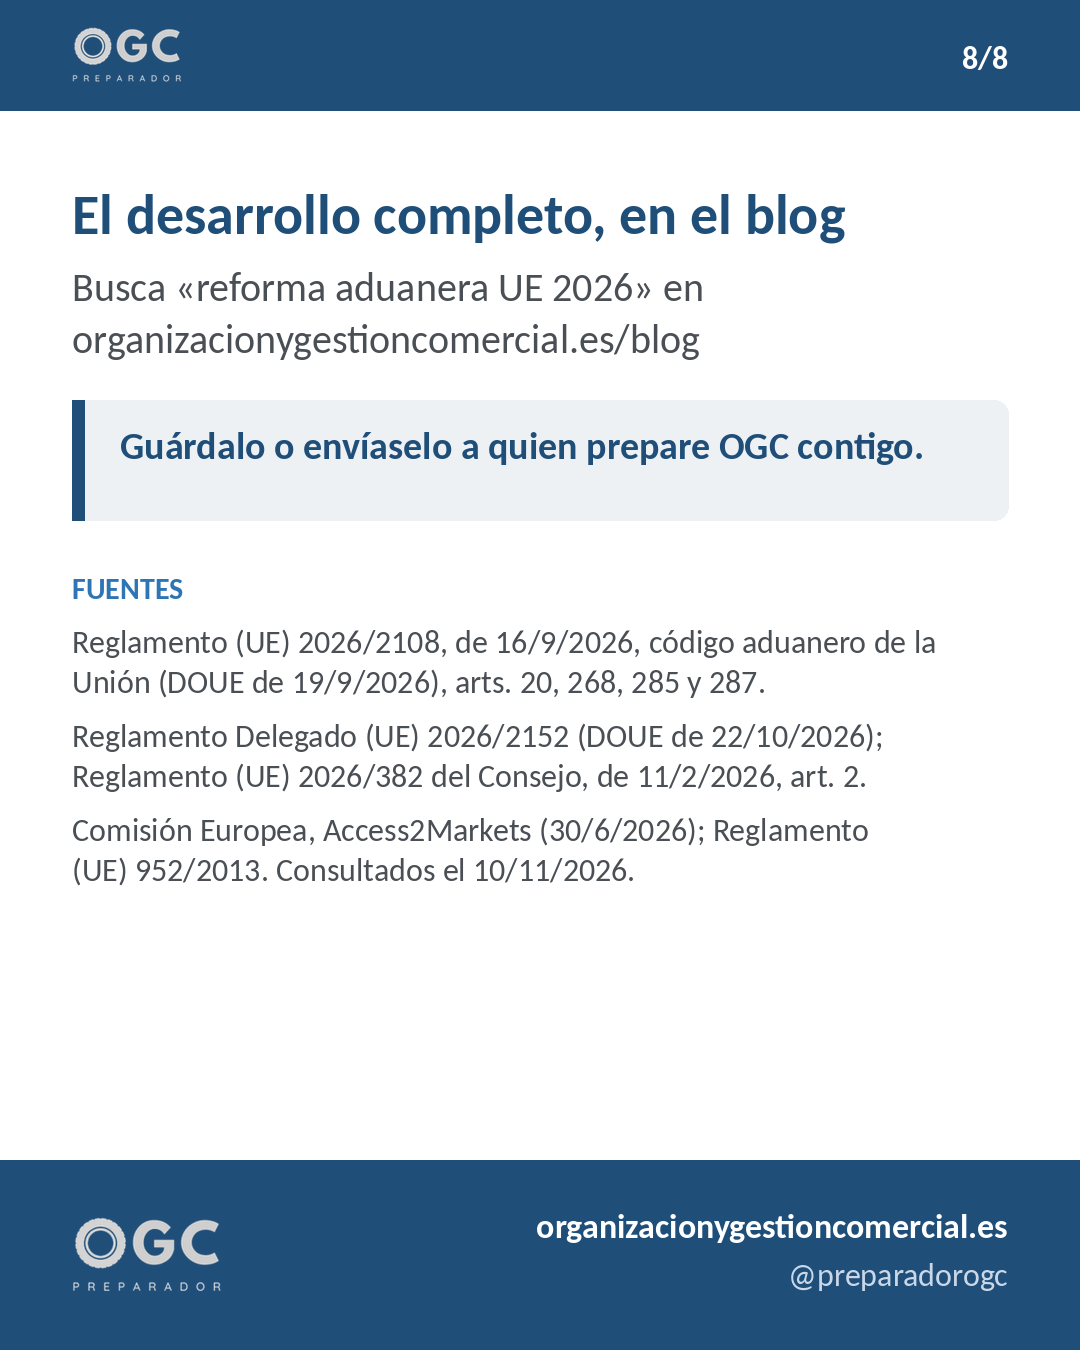 OGC
PREPARADOR
8/8
El desarrollo completo, en el blog
Busca «reforma aduanera UE 2026» en
organizacionygestioncomercial.es/blog
Guárdalo o envíaselo a quien prepare OGC contigo.
FUENTES
Reglamento (UE) 2026/2108, de 16/9/2026, código aduanero de la
Unión (DOUE de 19/9/2026), arts. 20, 268, 285 y 287.
Reglamento Delegado (UE) 2026/2152 (DOUE de 22/10/2026);
Reglamento (UE) 2026/382 del Consejo, de 11/2/2026, art. 2.
Comisión Europea, Access2Markets (30/6/2026); Reglamento
(UE) 952/2013. Consultados el 10/11/2026.
OGC
PREPARADOR
organizacionygestioncomercial.es
@preparadorogc